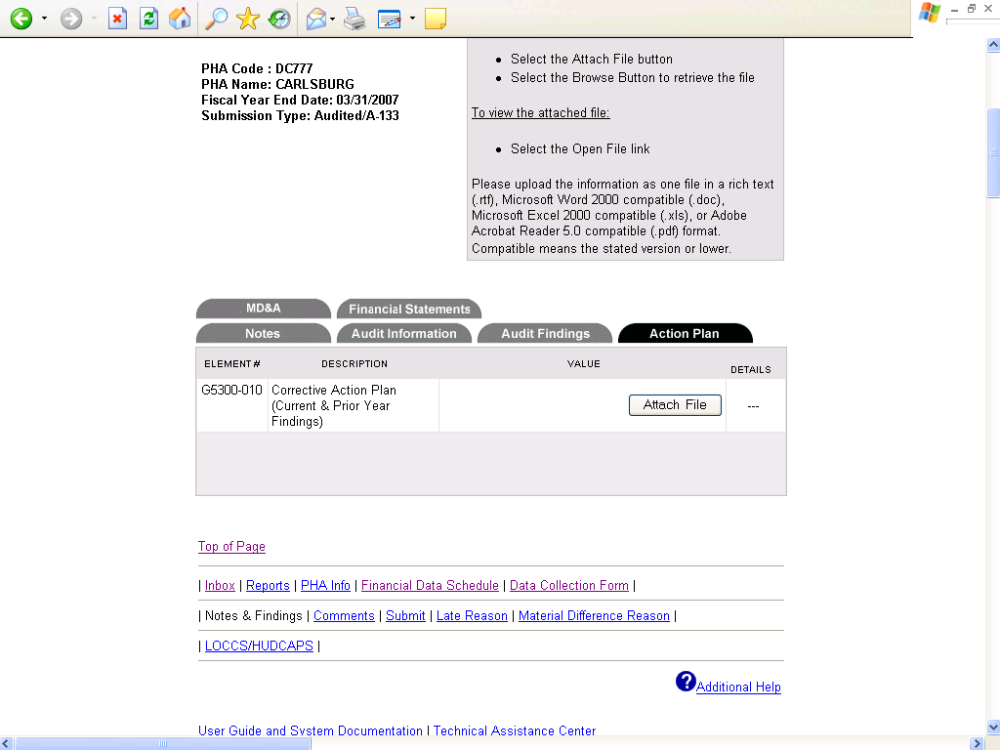 PHA Code : DC777
PHA Name: CARLSBURG
Fiscal Year End Date: 03/31/2007
Submission Type: Audited/A-133
• Select the Attach File button
• Select the Browse Button to retrieve the file
To view the attached file:
• Select the Open File link
Please upload the information as one file in a rich text
(.rtf), Microsoft Word 2000 compatible (.doc),
Microsoft Excel 2000 compatible (.xls), or Adobe
Acrobat Reader 5.0 compatible (.pdf) format.
Compatible means the stated version or lower.
MD&A Financial Statements
Notes Audit Information Audit Findings Action Plan
ELEMENT # DESCRIPTION VALUE DETAILS
G5300-010 Corrective Action Plan
(Current & Prior Year
Findings)
Attach File ---
Top of Page
| Inbox | Reports | PHA Info | Financial Data Schedule | Data Collection Form |
| Notes & Findings | Comments | Submit | Late Reason | Material Difference Reason |
| LOCCS/HUDCAPS |
? Additional Help
User Guide and System Documentation | Technical Assistance Center